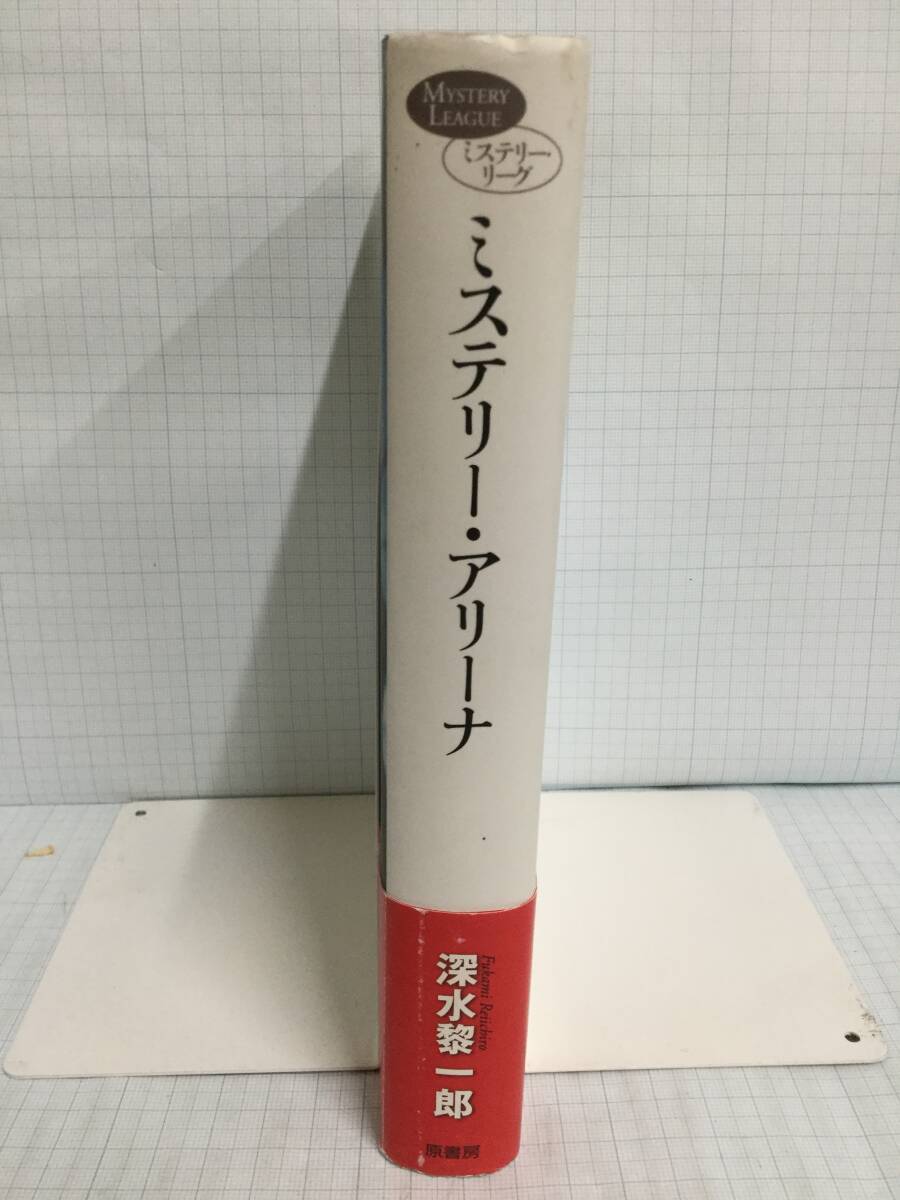 MYSTERY
LEAGUE
ミステリー・
リーグ
ミステリー・アリーナ
深水黎一郎
Fukami Reiichiro
原書房